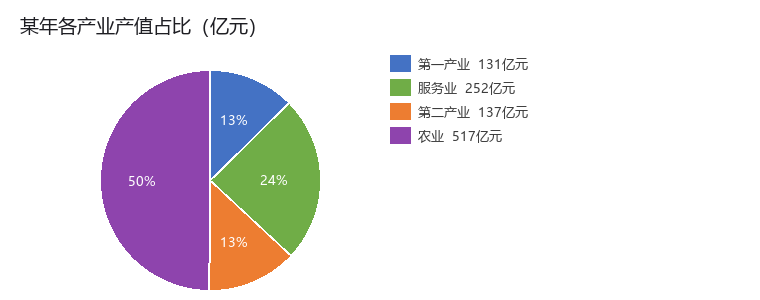 某年各产业产值占比（亿元）
第一产业 131亿元
服务业 252亿元
第二产业 137亿元
农业 517亿元
13%
50%
24%
13%